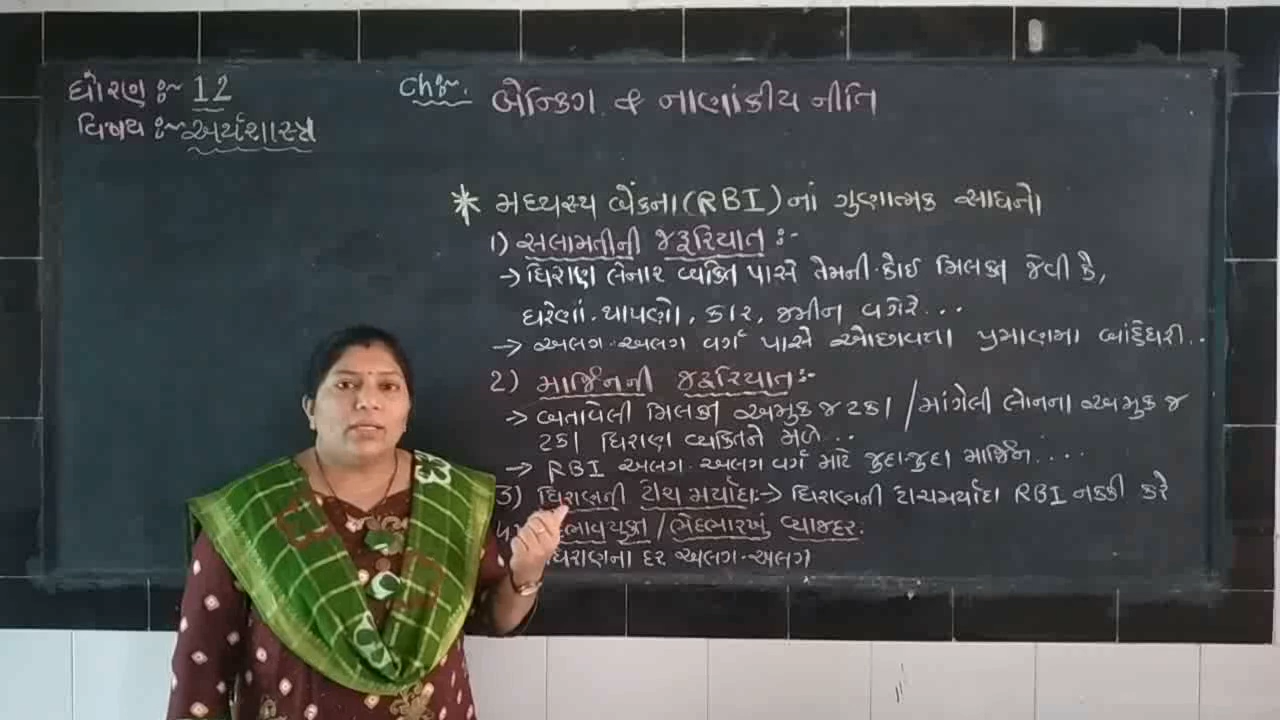 ધોરણ :~ 12
વિષય :~ અર્થશાસ્ત્ર
Ch :~. બેન્કિંગ & નાણાંકીય નીતિ
* મધ્યસ્થ બેંકના (RBI) નાં ગુણાત્મક સાધનો
1) સલામતીની જરૂરિયાત :-
→ ધિરાણ લેનાર વ્યક્તિ પાસે તેમની કોઈ મિલકત જેવી કે,
ઘરેણાં, થાપણો, કાર, જમીન વગેરે...
→ અલગ-અલગ વર્ગ પાસે ઓછાવત્તા પ્રમાણમા બાંહેધરી..
2) માર્જિનની જરૂરિયાત :-
→ બતાવેલી મિલકત અમુક જ ટકા / માંગેલી લોનના અમુક જ
ટકા ધિરાણ વ્યક્તિને મળે...
→ RBI અલગ-અલગ વર્ગ માટે જુદા-જુદા માર્જિન....
3) ધિરાણની ટોચ મર્યાદા :→ ધિરાણની ટોચમર્યાદા RBI નક્કી કરે
4) ભાવયુક્ત / ભેદભારખું વ્યાજદર.
ધિરાણના દર અલગ-અલગ